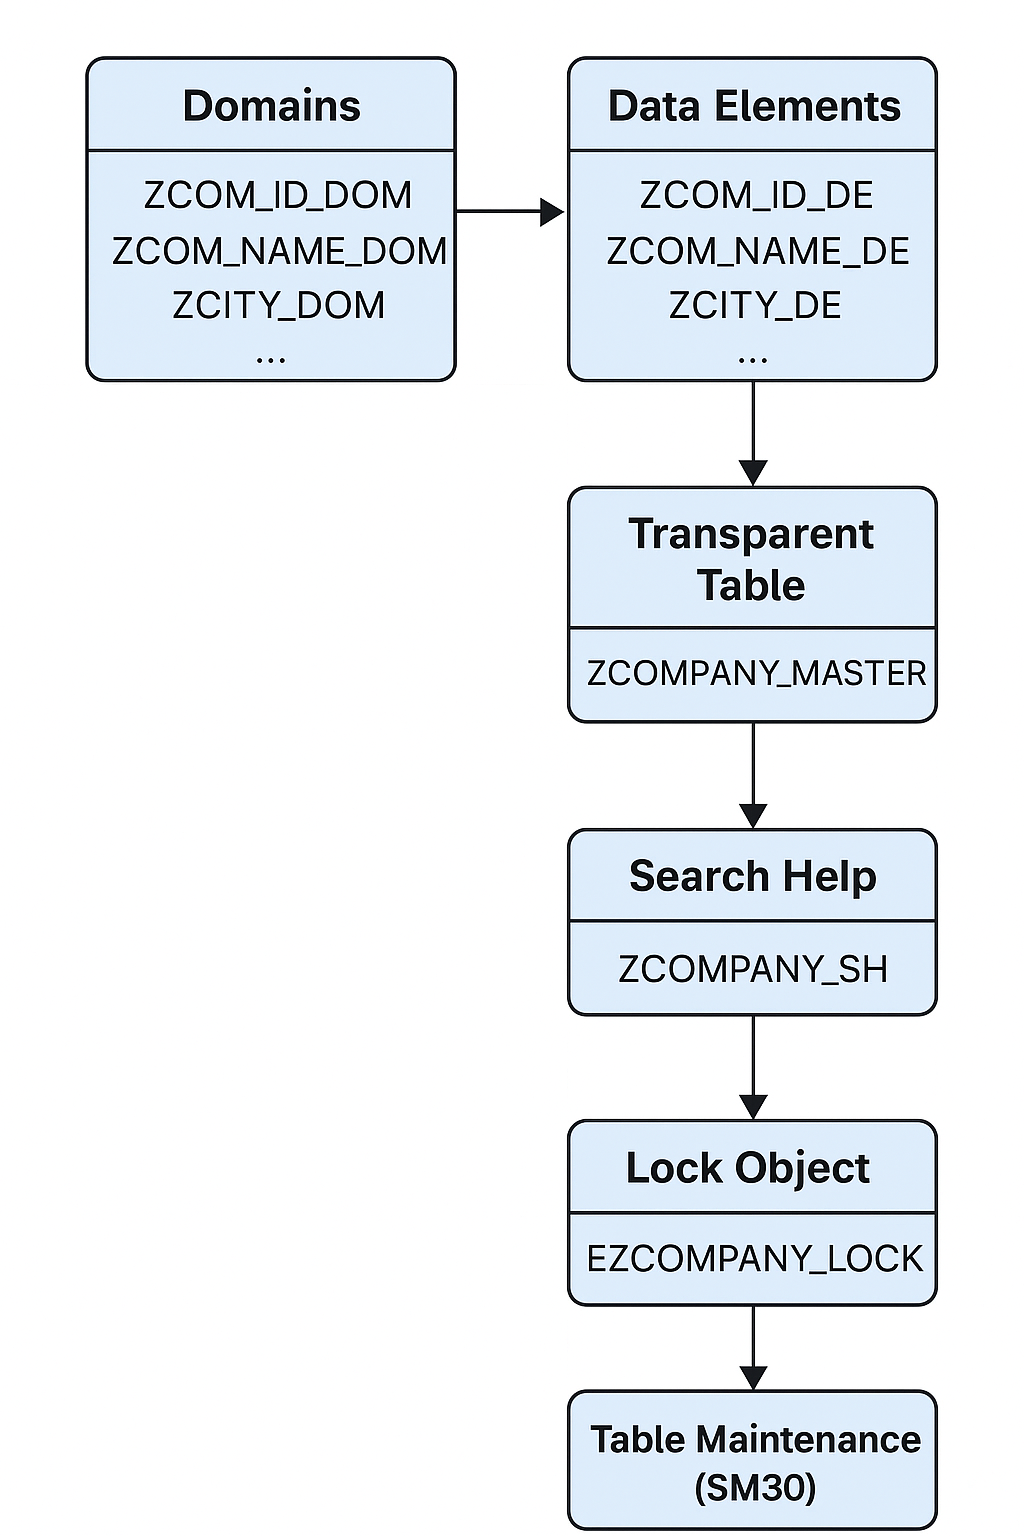 Domains
ZCOM_ID_DOM
ZCOM_NAME_DOM
ZCITY_DOM
...
Data Elements
ZCOM_ID_DE
ZCOM_NAME_DE
ZCITY_DE
...
Transparent
Table
ZCOMPANY_MASTER
Search Help
ZCOMPANY_SH
Lock Object
EZCOMPANY_LOCK
Table Maintenance
(SM30)